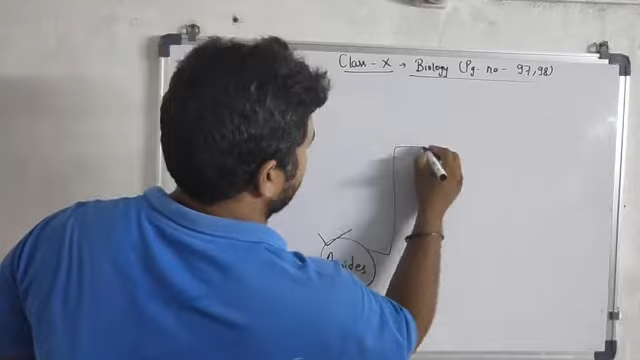 Class - X → Biology (Pg. no - 97,98)